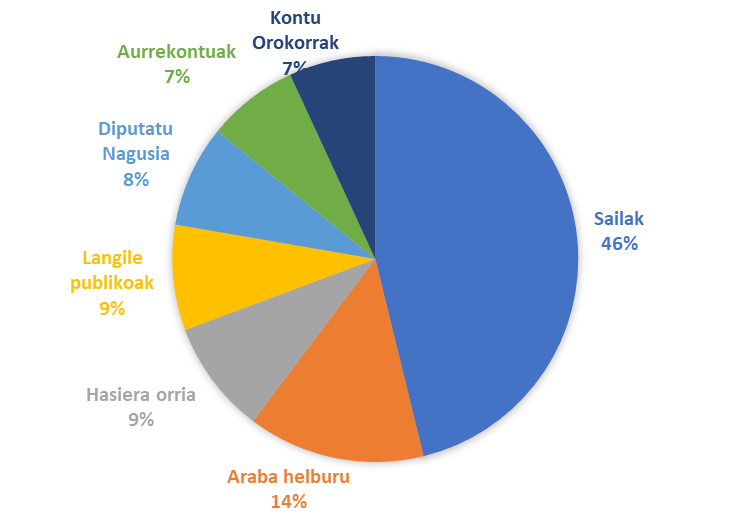 Kontu
Orokorrak
7%
Aurrekontuak
7%
Diputatu
Nagusia
8%
Sailak
46%
Langile
publikoak
9%
Hasiera orria
9%
Araba helburu
14%